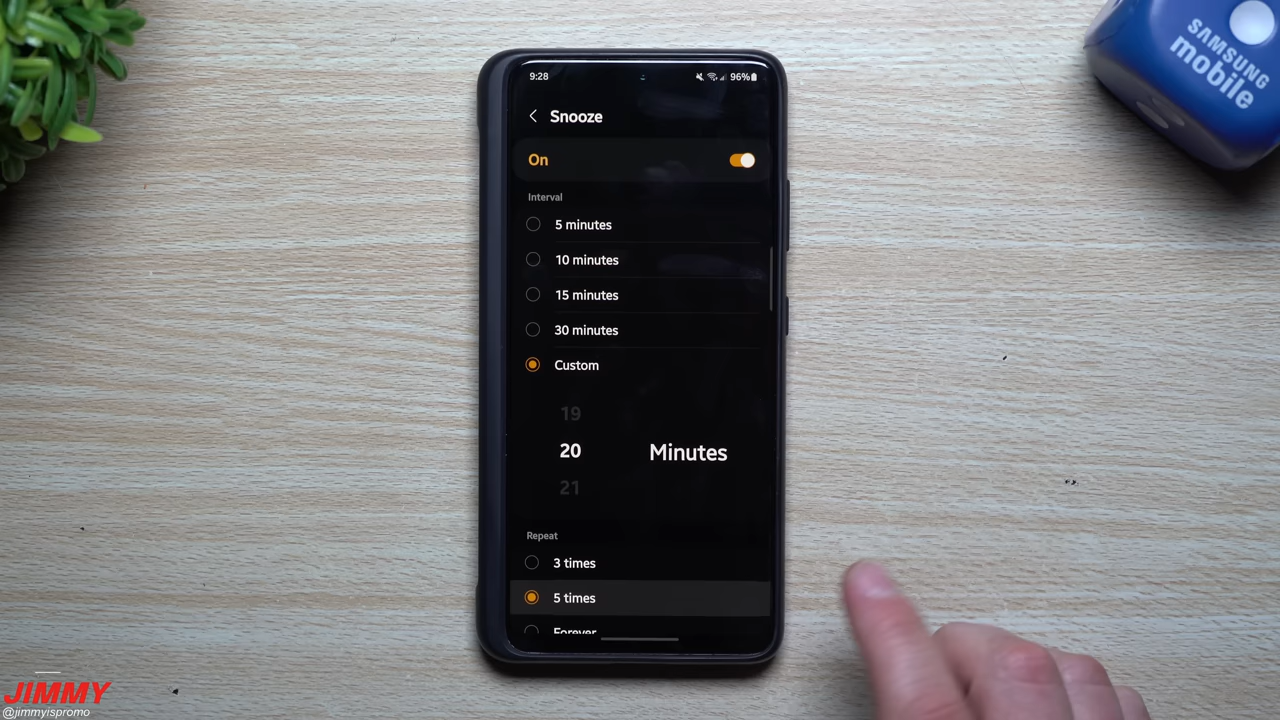 9:28
96%
Snooze
On
Interval
5 minutes
10 minutes
15 minutes
30 minutes
Custom
19
20 Minutes
21
Repeat
3 times
5 times
Forever
SAMSUNG
mobile
JIMMY
@jimmyispromo